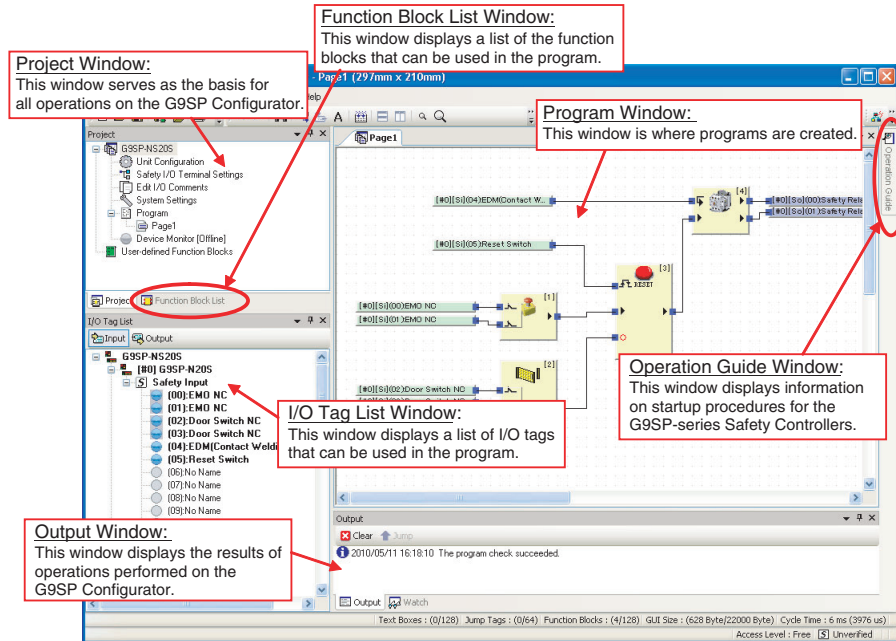 Function Block List Window:
This window displays a list of the function
blocks that can be used in the program.
Project Window:
This window serves as the basis for
all operations on the G9SP Configurator.
- Page1 (297mm x 210mm)
Program Window:
This window is where programs are created.
Project
G9SP-NS20S
Unit Configuration
Safety I/O Terminal Settings
Edit I/O Comments
System Settings
Program
Page1
Device Monitor [Offline]
User-defined Function Blocks
Project
Function Block List
Page1
Operation Guide
[#0][Si](04)EDM(Contact W...
[4]
[#0][So](00):Safety Rela
[#0][So](01):Safety Rela
[#0][Si](05):Reset Switch
[3]
RESET
[1]
[#0][Si](00):EMO NC
[#0][Si](01):EMO NC
[2]
[#0][Si](02):Door Switch NC
I/O Tag List
Input
Output
G9SP-NS20S
[#0] G9SP-N20S
Safety Input
(00):EMO NC
(01):EMO NC
(02):Door Switch NC
(03):Door Switch NC
(04):EDM(Contact Weldi
(05):Reset Switch
(06):No Name
(07):No Name
(08):No Name
(09):No Name
I/O Tag List Window:
This window displays a list of I/O tags
that can be used in the program.
Operation Guide Window:
This window displays information
on startup procedures for the
G9SP-series Safety Controllers.
Output Window:
This window displays the results of
operations performed on the
G9SP Configurator.
Output
Clear
Jump
2010/05/11 16:18:10 The program check succeeded.
Output
Watch
Text Boxes : (0/128) Jump Tags : (0/64) Function Blocks : (4/128) GUI Size : (628 Byte/22000 Byte) Cycle Time : 6 ms (3976 us)
Access Level : Free S Unverified